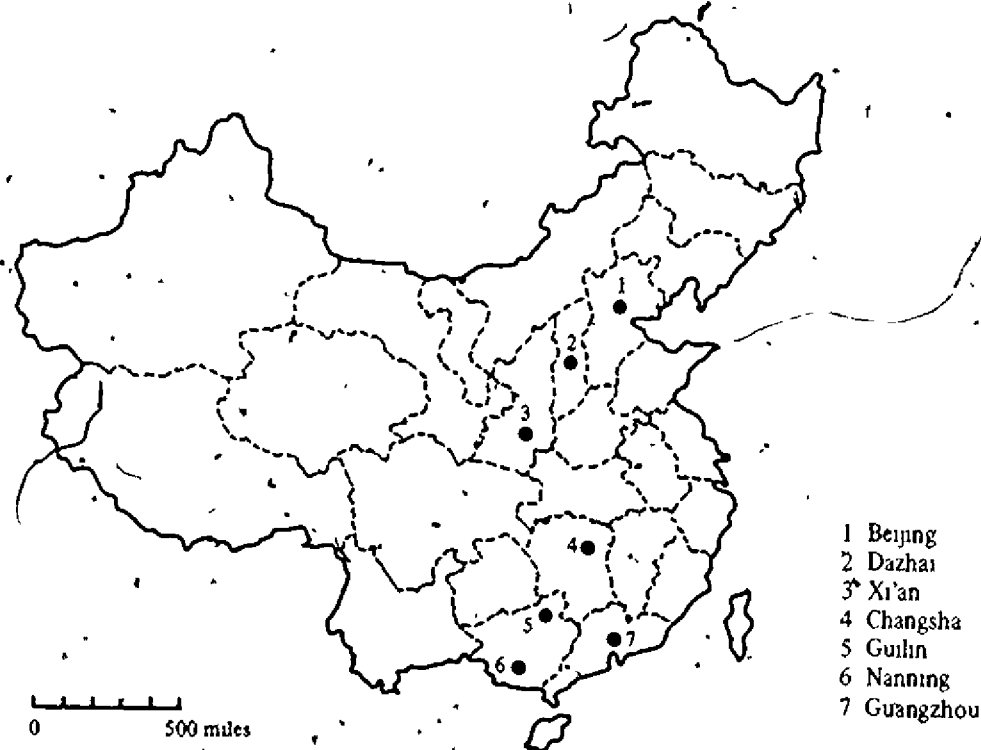 1
2
3
4
5
7
6
1 Beijing
2 Dazhai
3 Xi'an
4 Changsha
5 Guilin
6 Nanning
7 Guangzhou
0 500 miles